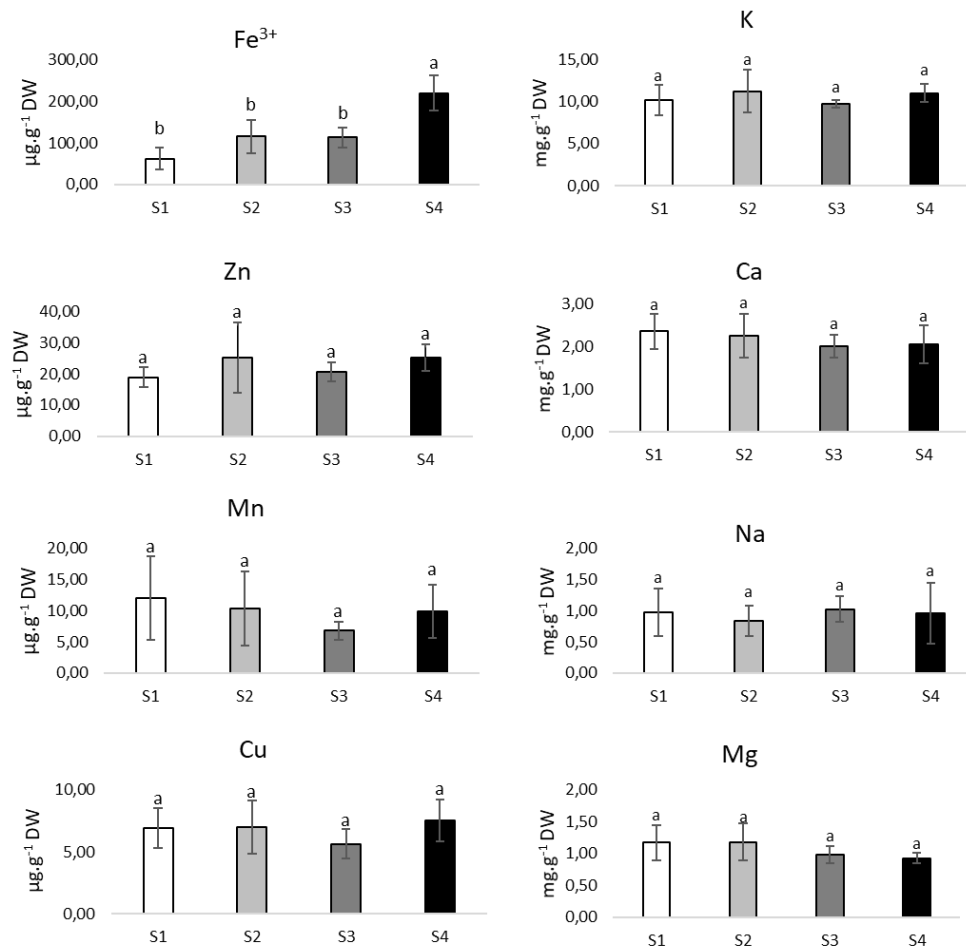 Fe³⁺
µg.g⁻¹ DW
300,00
200,00
100,00
0,00
b
b
b
a
S1 S2 S3 S4
K
mg.g⁻¹ DW
15,00
10,00
5,00
0,00
a
a
a
a
S1 S2 S3 S4
Zn
µg.g⁻¹ DW
40,00
30,00
20,00
10,00
0,00
a
a
a
a
S1 S2 S3 S4
Ca
mg.g⁻¹ DW
3,00
2,00
1,00
0,00
a
a
a
a
S1 S2 S3 S4
Mn
µg.g⁻¹ DW
20,00
15,00
10,00
5,00
0,00
a
a
a
a
S1 S2 S3 S4
Na
mg.g⁻¹ DW
2,00
1,50
1,00
0,50
0,00
a
a
a
a
S1 S2 S3 S4
Cu
µg.g⁻¹ DW
10,00
5,00
0,00
a
a
a
a
S1 S2 S3 S4
Mg
mg.g⁻¹ DW
2,00
1,50
1,00
0,50
0,00
a
a
a
a
S1 S2 S3 S4